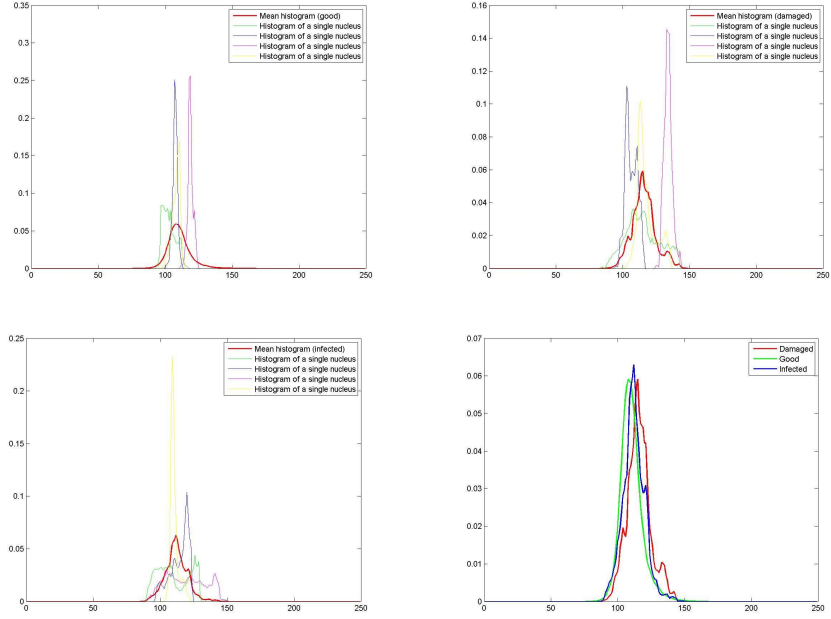 0.35
0.3
0.25
0.2
0.15
0.1
0.05
0
0 50 100 150 200 250
Mean histogram (good)
Histogram of a single nucleus
Histogram of a single nucleus
Histogram of a single nucleus
Histogram of a single nucleus
0.16
0.14
0.12
0.1
0.08
0.06
0.04
0.02
0
0 50 100 150 200 250
Mean histogram (damaged)
Histogram of a single nucleus
Histogram of a single nucleus
Histogram of a single nucleus
Histogram of a single nucleus
0.25
0.2
0.15
0.1
0.05
0
0 50 100 150 200 250
Mean histogram (infected)
Histogram of a single nucleus
Histogram of a single nucleus
Histogram of a single nucleus
Histogram of a single nucleus
0.07
0.06
0.05
0.04
0.03
0.02
0.01
0
0 50 100 150 200 250
Damaged
Good
Infected